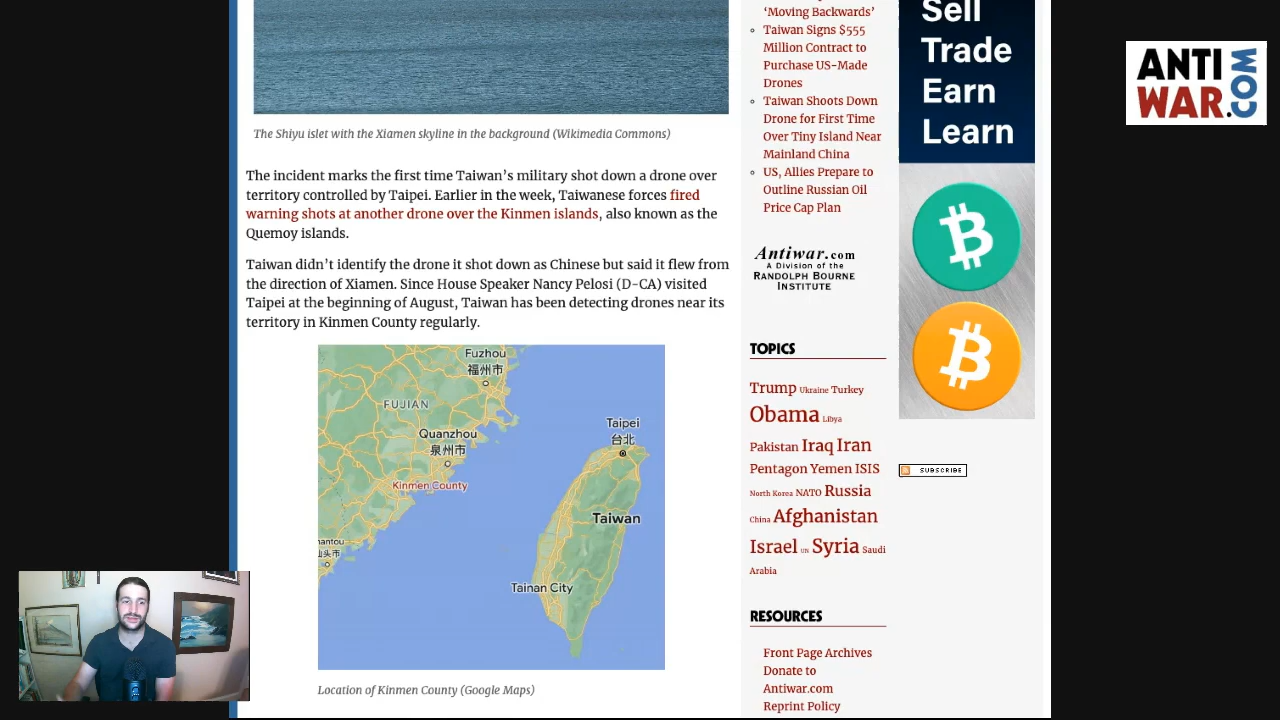 The Shiyu islet with the Xiamen skyline in the background (Wikimedia Commons)
The incident marks the first time Taiwan’s military shot down a drone over
territory controlled by Taipei. Earlier in the week, Taiwanese forces fired
warning shots at another drone over the Kinmen islands, also known as the
Quemoy islands.
Taiwan didn’t identify the drone it shot down as Chinese but said it flew from
the direction of Xiamen. Since House Speaker Nancy Pelosi (D-CA) visited
Taipei at the beginning of August, Taiwan has been detecting drones near its
territory in Kinmen County regularly.
Fuzhou
福州市
FUJIAN
Quanzhou
泉州市
Kinmen County
Taipei
台北
Taiwan
Tainan City
hantou
汕头市
Location of Kinmen County (Google Maps)
‘Moving Backwards’
Taiwan Signs $555
Million Contract to
Purchase US-Made
Drones
Taiwan Shoots Down
Drone for First Time
Over Tiny Island Near
Mainland China
US, Allies Prepare to
Outline Russian Oil
Price Cap Plan
Antiwar.com
A Division of the
RANDOLPH BOURNE
INSTITUTE
TOPICS
Trump Ukraine Turkey
Obama Libya
Pakistan Iraq Iran
Pentagon Yemen ISIS
North Korea NATO Russia
China Afghanistan
Israel UN Syria Saudi
Arabia
RESOURCES
Front Page Archives
Donate to
Antiwar.com
Reprint Policy
Sell
Trade
Earn
Learn
SUBSCRIBE
ANTI
WAR.COM